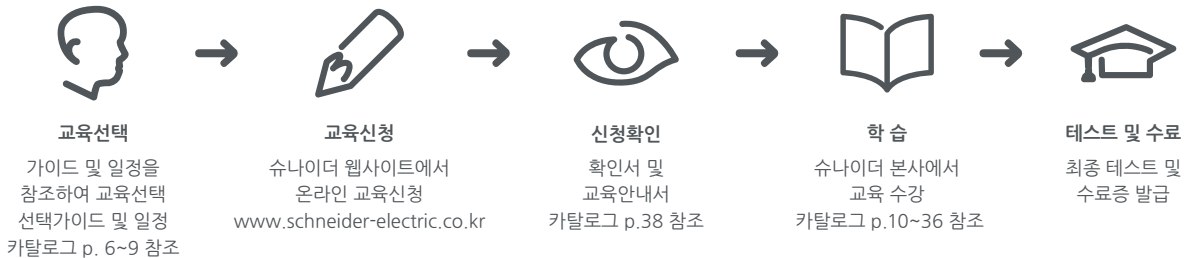 교육선택
가이드 및 일정을
참조하여 교육선택
선택가이드 및 일정
카탈로그 p. 6~9 참조
교육신청
슈나이더 웹사이트에서
온라인 교육신청
www.schneider-electric.co.kr
신청확인
확인서 및
교육안내서
카탈로그 p.38 참조
학 습
슈나이더 본사에서
교육 수강
카탈로그 p.10~36 참조
테스트 및 수료
최종 테스트 및
수료증 발급